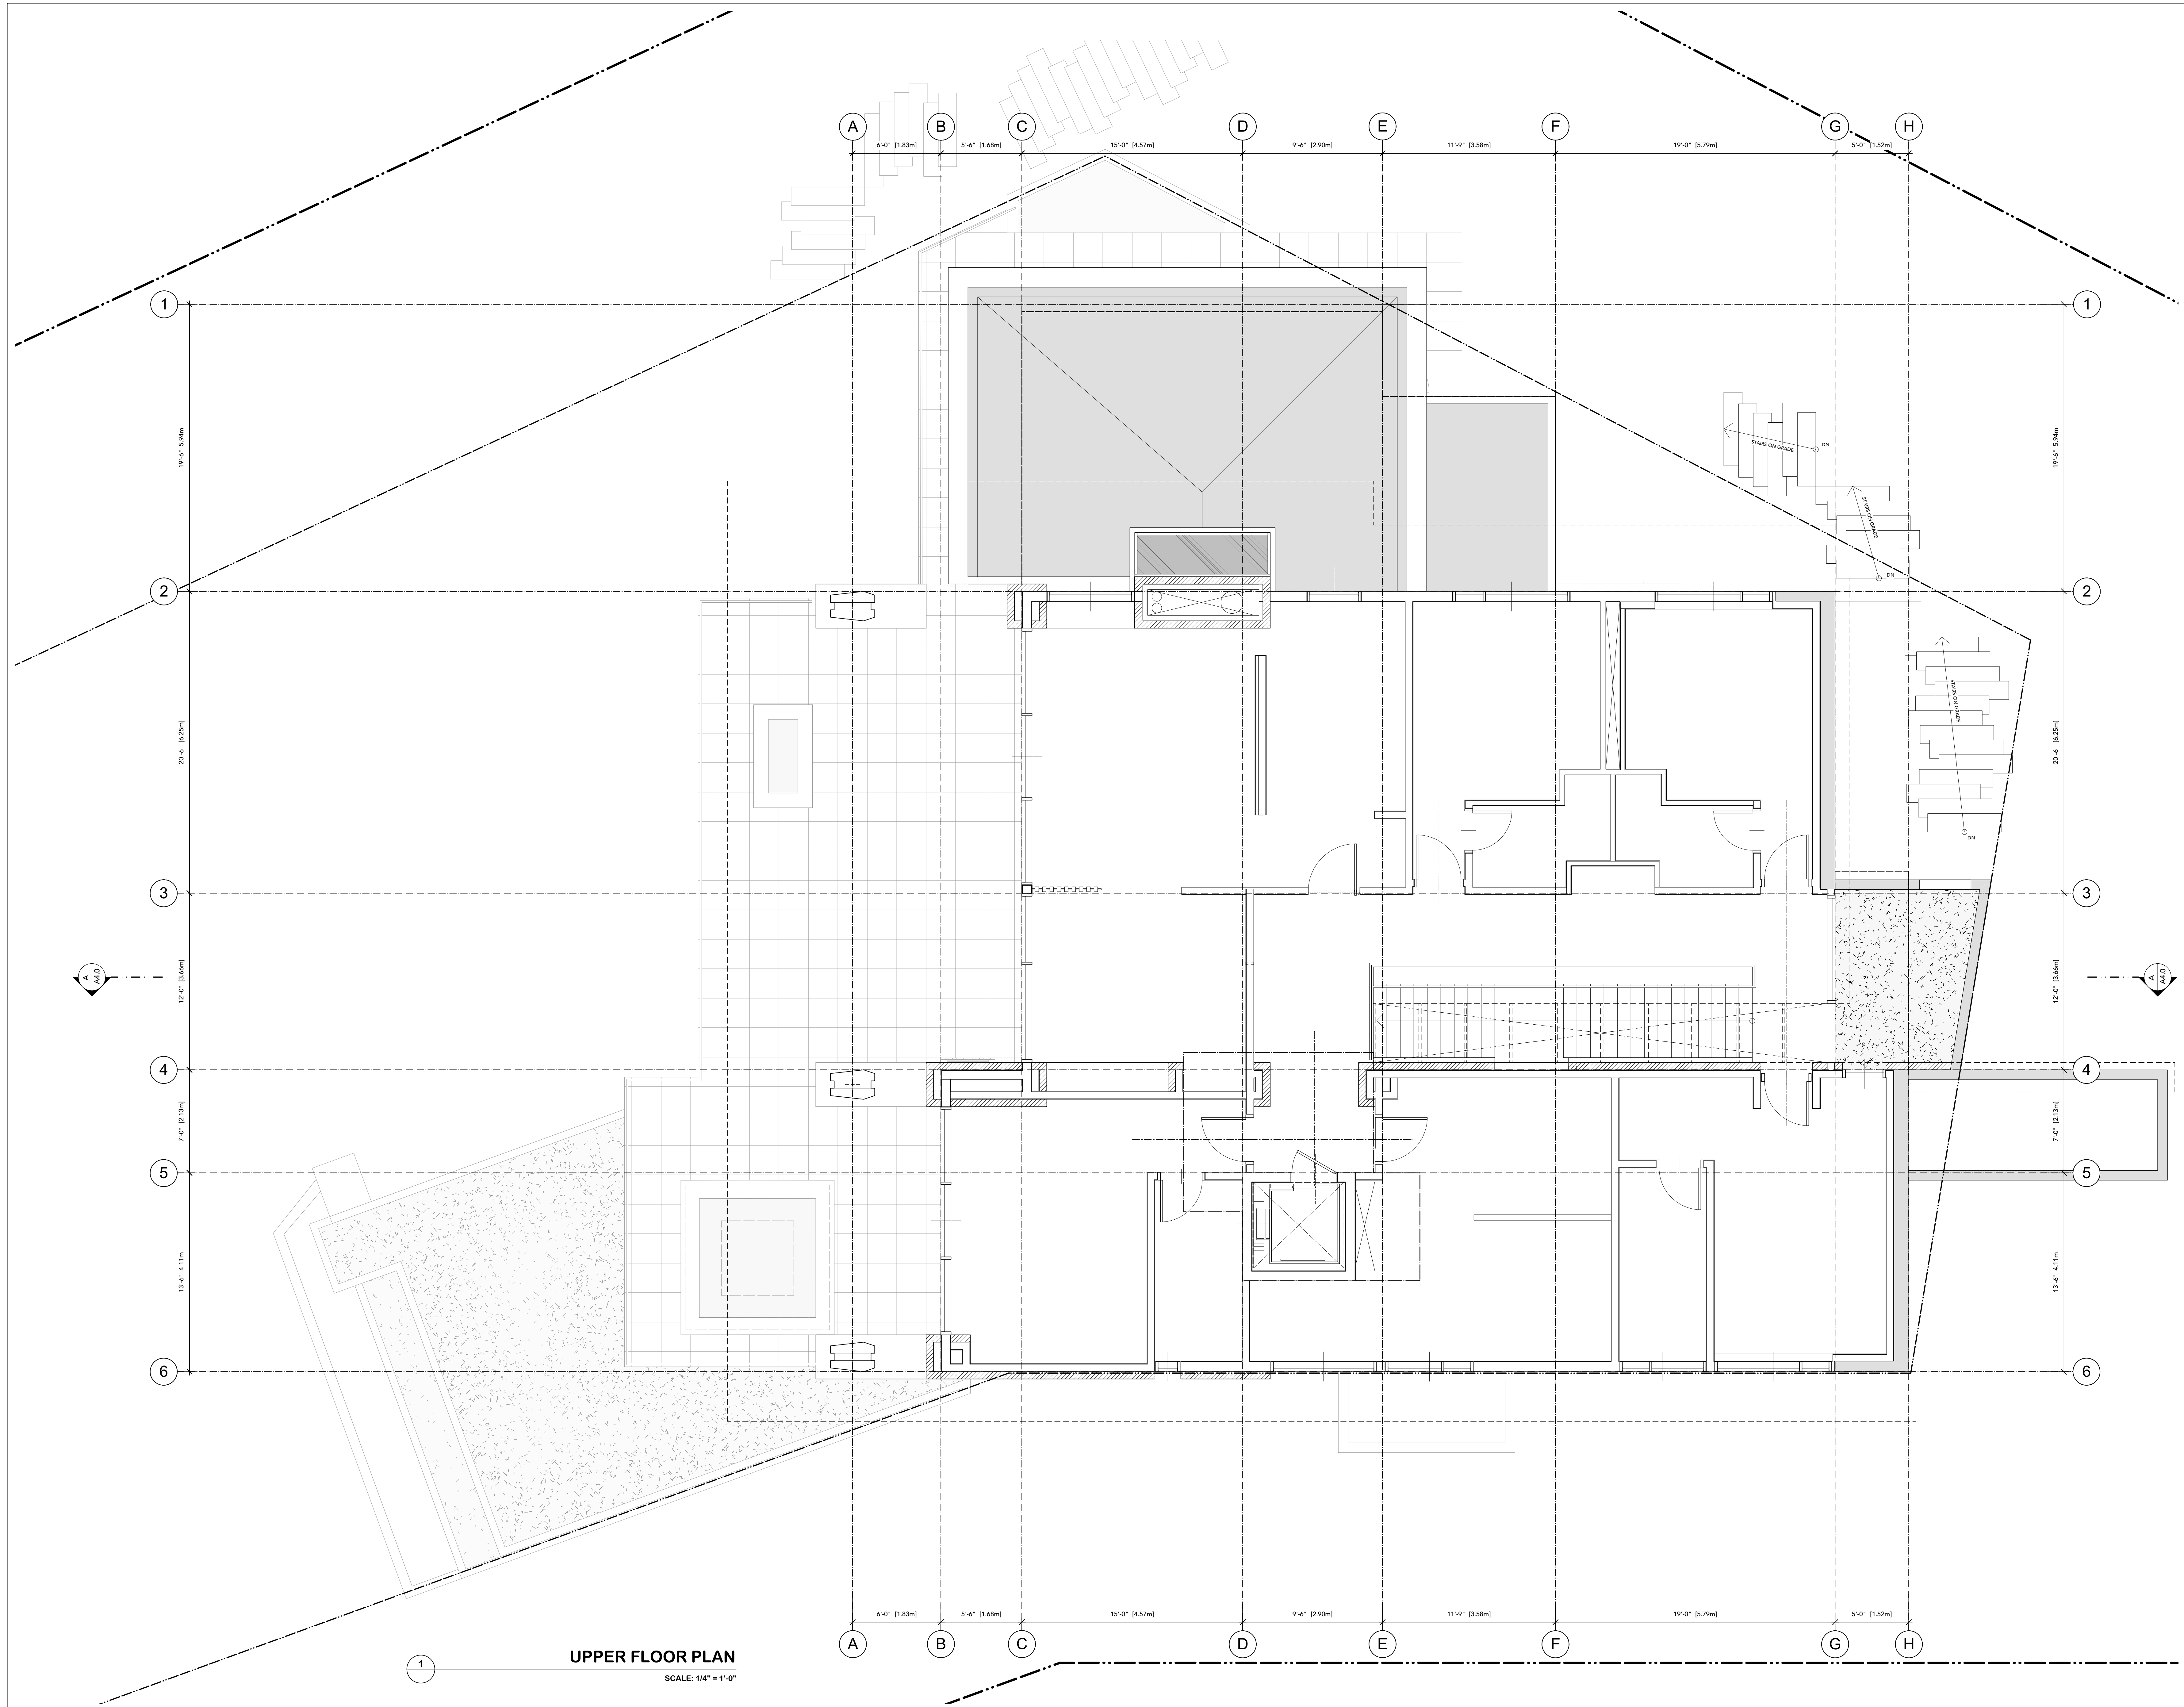 A B C D E F G H
6'-0" [1.83m] 5'-6" [1.68m] 15'-0" [4.57m] 9'-6" [2.90m] 11'-9" [3.58m] 19'-0" [5.79m] 5'-0" [1.52m]
1 1
19'-6" 5.94m 19'-6" 5.94m
STAIRS ON GRADE
DN
STAIRS ON GRADE
DN
2 2
STAIRS ON GRADE
DN
20'-6" [6.25m] 20'-6" [6.25m]
3 3
A A4.0 A A4.0
12'-0" [3.66m] 12'-0" [3.66m]
4 4
7'-0" [2.13m] 7'-0" [2.13m]
5 5
13'-6" 4.11m 13'-6" 4.11m
6 6
6'-0" [1.83m] 5'-6" [1.68m] 15'-0" [4.57m] 9'-6" [2.90m] 11'-9" [3.58m] 19'-0" [5.79m] 5'-0" [1.52m]
A B C D E F G H
1 UPPER FLOOR PLAN
SCALE: 1/4" = 1'-0"